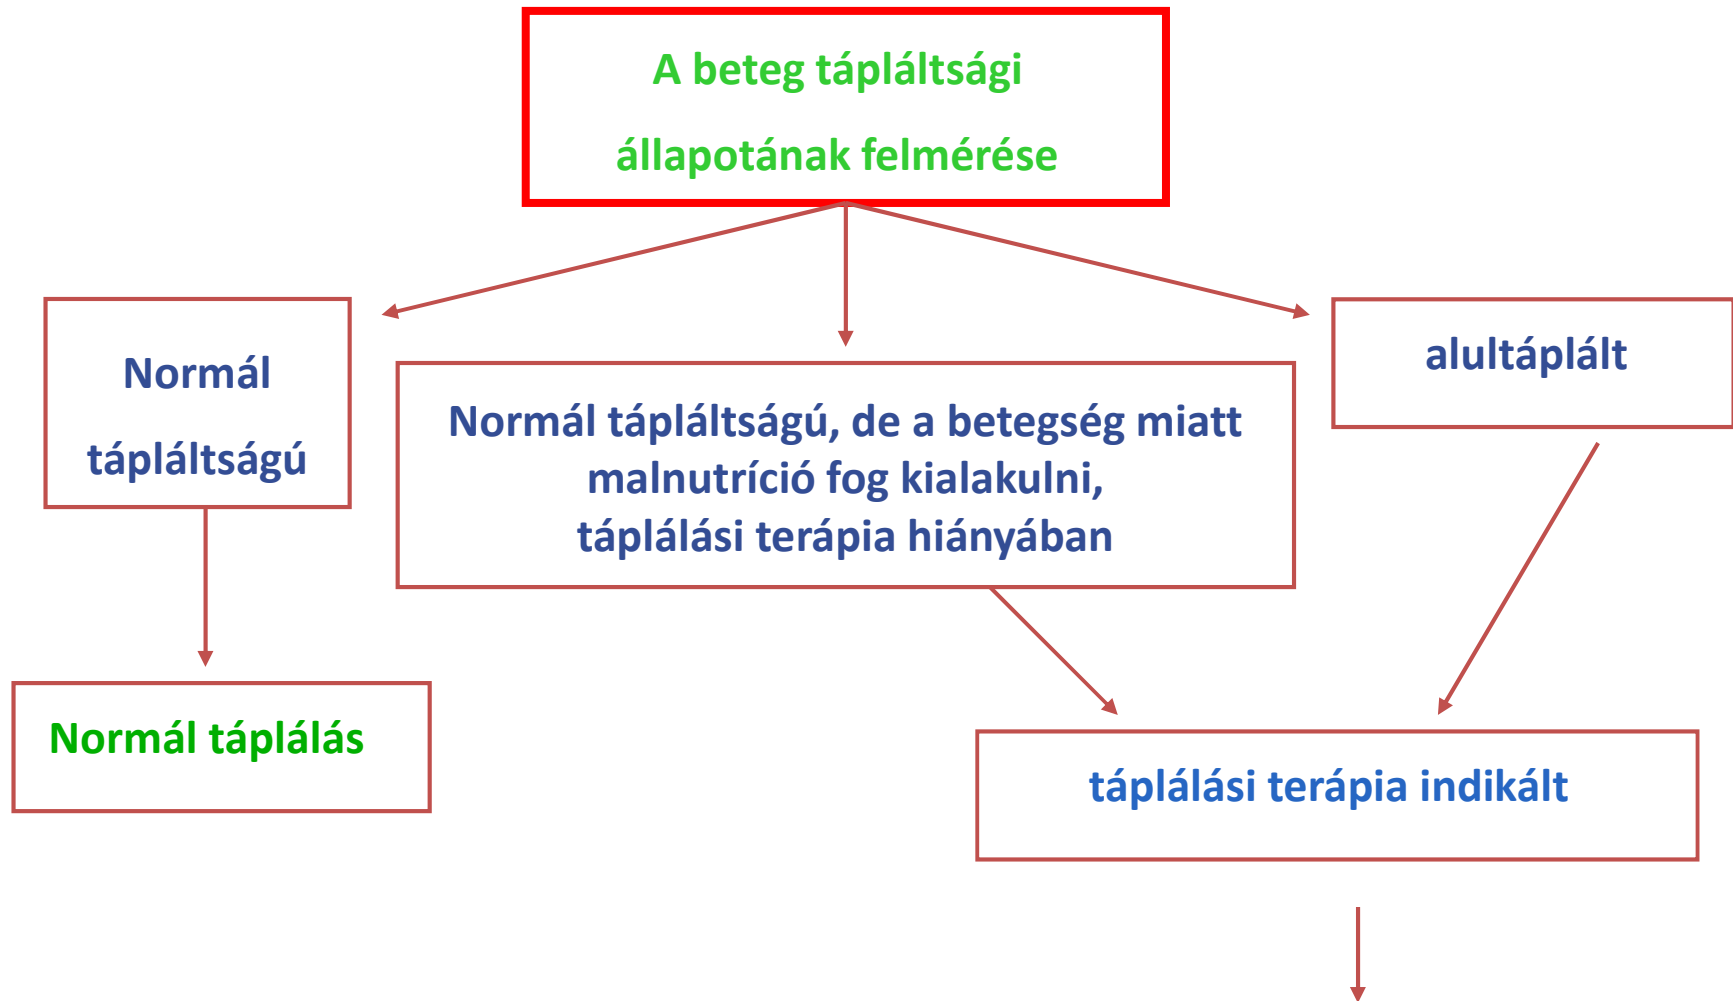 A beteg tápláltsági
állapotának felmérése
Normál
tápláltságú
Normál tápláltságú, de a betegség miatt
malnutríció fog kialakulni,
táplálási terápia hiányában
alultáplált
Normál táplálás
táplálási terápia indikált